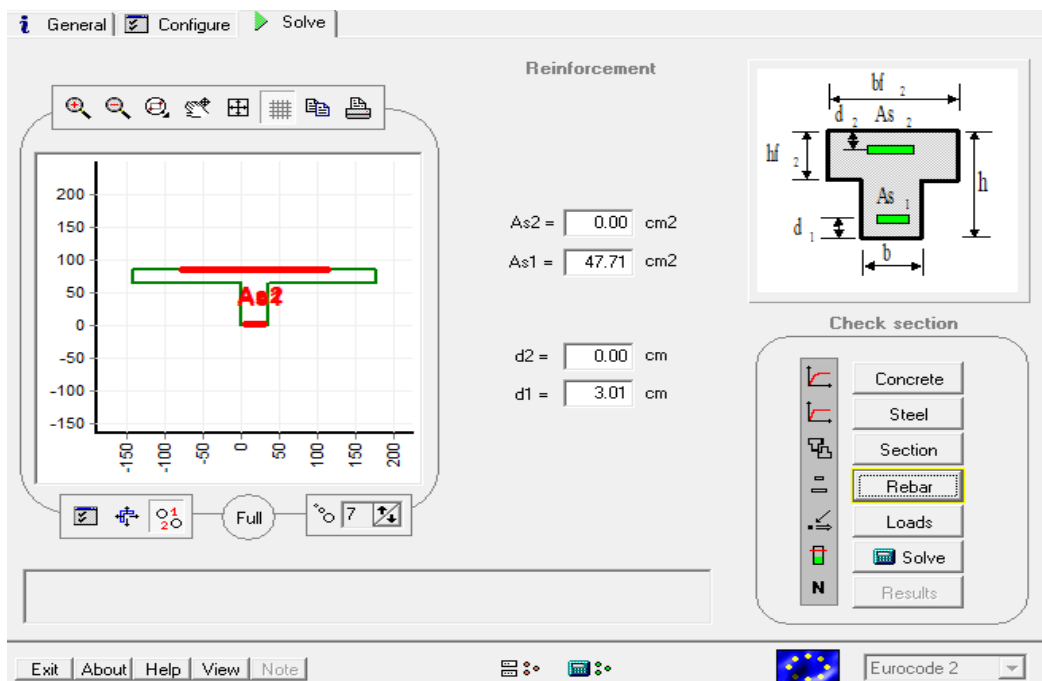 General Configure Solve
Reinforcement
200
150
100
50
0
-50
-100
-150
-150 -100 -50 0 50 100 150 200
As2 = 0.00 cm2
As1 = 47.71 cm2
d2 = 0.00 cm
d1 = 3.01 cm
Full
7
bf 2
d 2 As 2
hf 2
h
As 1
d 1
b
Check section
Concrete
Steel
Section
Rebar
Loads
Solve
N Results
Exit About Help View Note
Eurocode 2